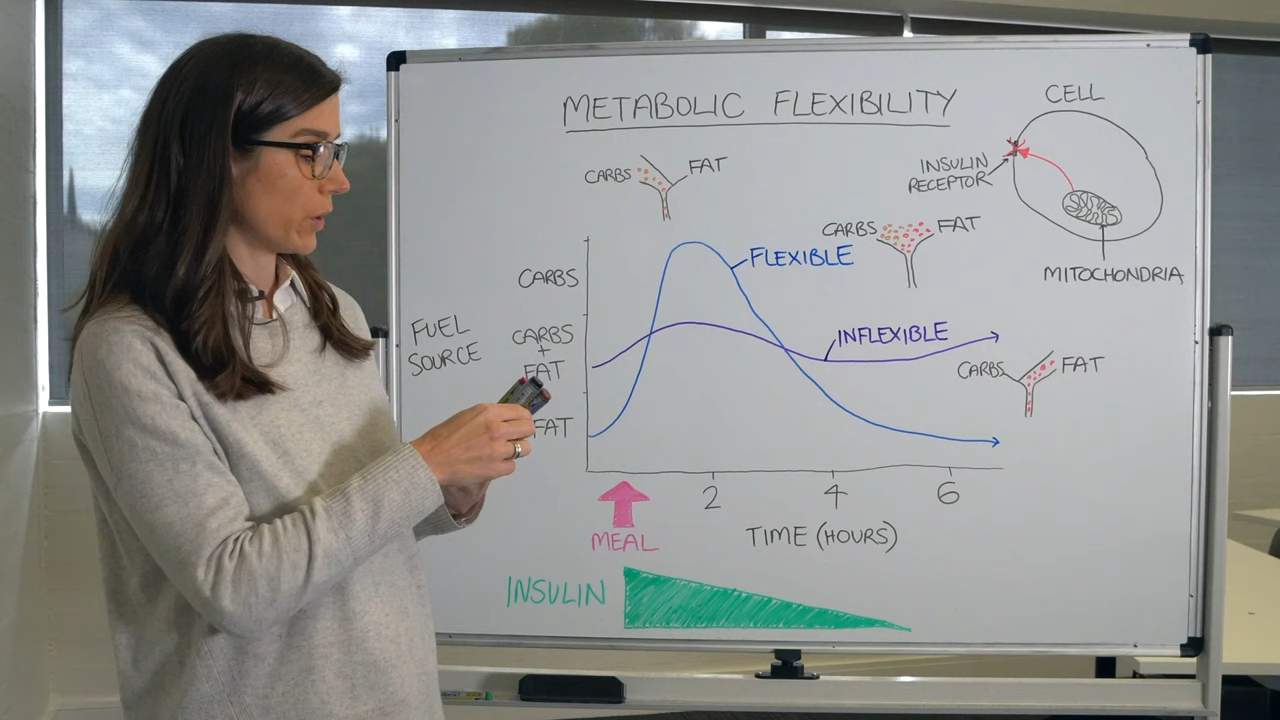 METABOLIC FLEXIBILITY
CELL
CARBS
FAT
INSULIN
RECEPTOR
CARBS
FAT
MITOCHONDRIA
FLEXIBLE
FUEL
SOURCE
CARBS
CARBS
+
FAT
FAT
INFLEXIBLE
CARBS
FAT
2
4
6
MEAL
TIME (HOURS)
INSULIN